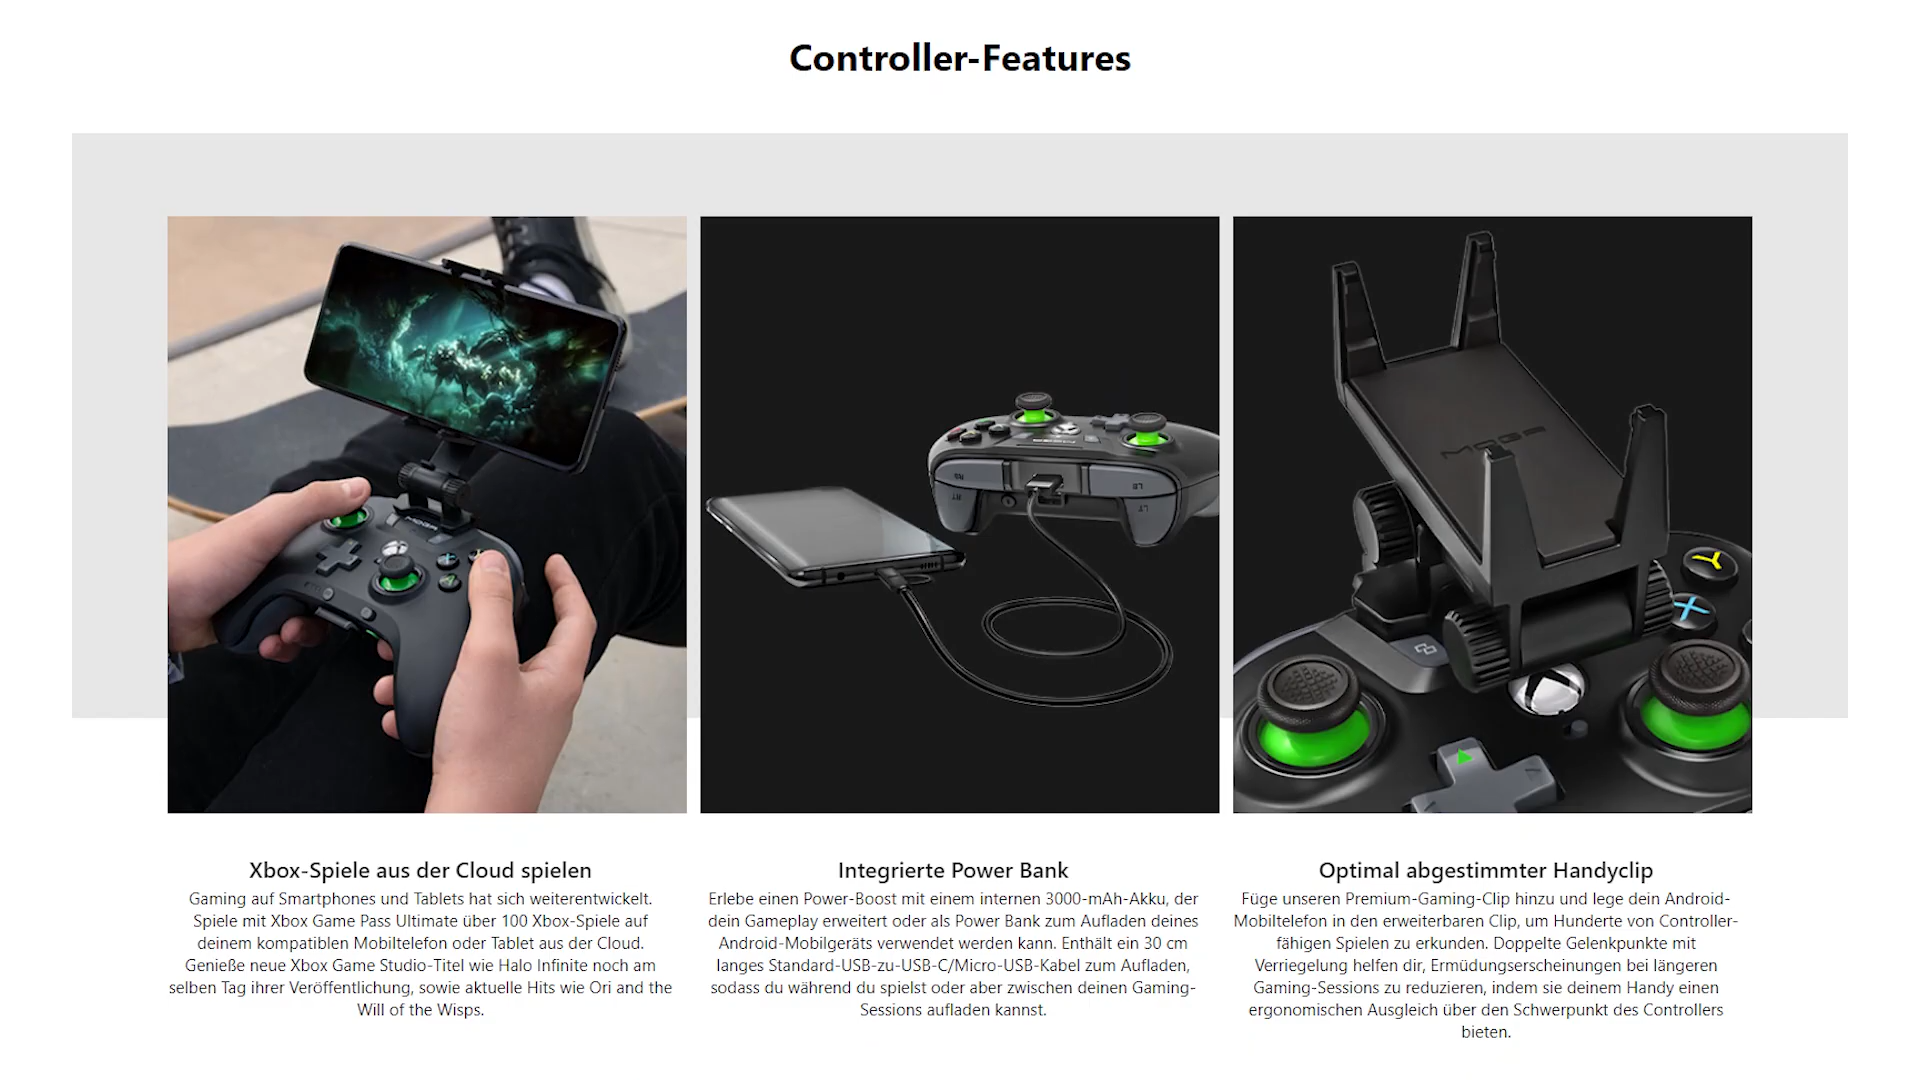 Controller-Features
MOGA
MOGA
RB
RT
LB
LT
Y
X
Xbox-Spiele aus der Cloud spielen
Gaming auf Smartphones und Tablets hat sich weiterentwickelt.
Spiele mit Xbox Game Pass Ultimate über 100 Xbox-Spiele auf
deinem kompatiblen Mobiltelefon oder Tablet aus der Cloud.
Genieße neue Xbox Game Studio-Titel wie Halo Infinite noch am
selben Tag ihrer Veröffentlichung, sowie aktuelle Hits wie Ori and the
Will of the Wisps.
Integrierte Power Bank
Erlebe einen Power-Boost mit einem internen 3000-mAh-Akku, der
dein Gameplay erweitert oder als Power Bank zum Aufladen deines
Android-Mobilgeräts verwendet werden kann. Enthält ein 30 cm
langes Standard-USB-zu-USB-C/Micro-USB-Kabel zum Aufladen,
sodass du während du spielst oder aber zwischen deinen Gaming-
Sessions aufladen kannst.
Optimal abgestimmter Handyclip
Füge unseren Premium-Gaming-Clip hinzu und lege dein Android-
Mobiltelefon in den erweiterbaren Clip, um Hunderte von Controller-
fähigen Spielen zu erkunden. Doppelte Gelenkpunkte mit
Verriegelung helfen dir, Ermüdungserscheinungen bei längeren
Gaming-Sessions zu reduzieren, indem sie deinem Handy einen
ergonomischen Ausgleich über den Schwerpunkt des Controllers
bieten.